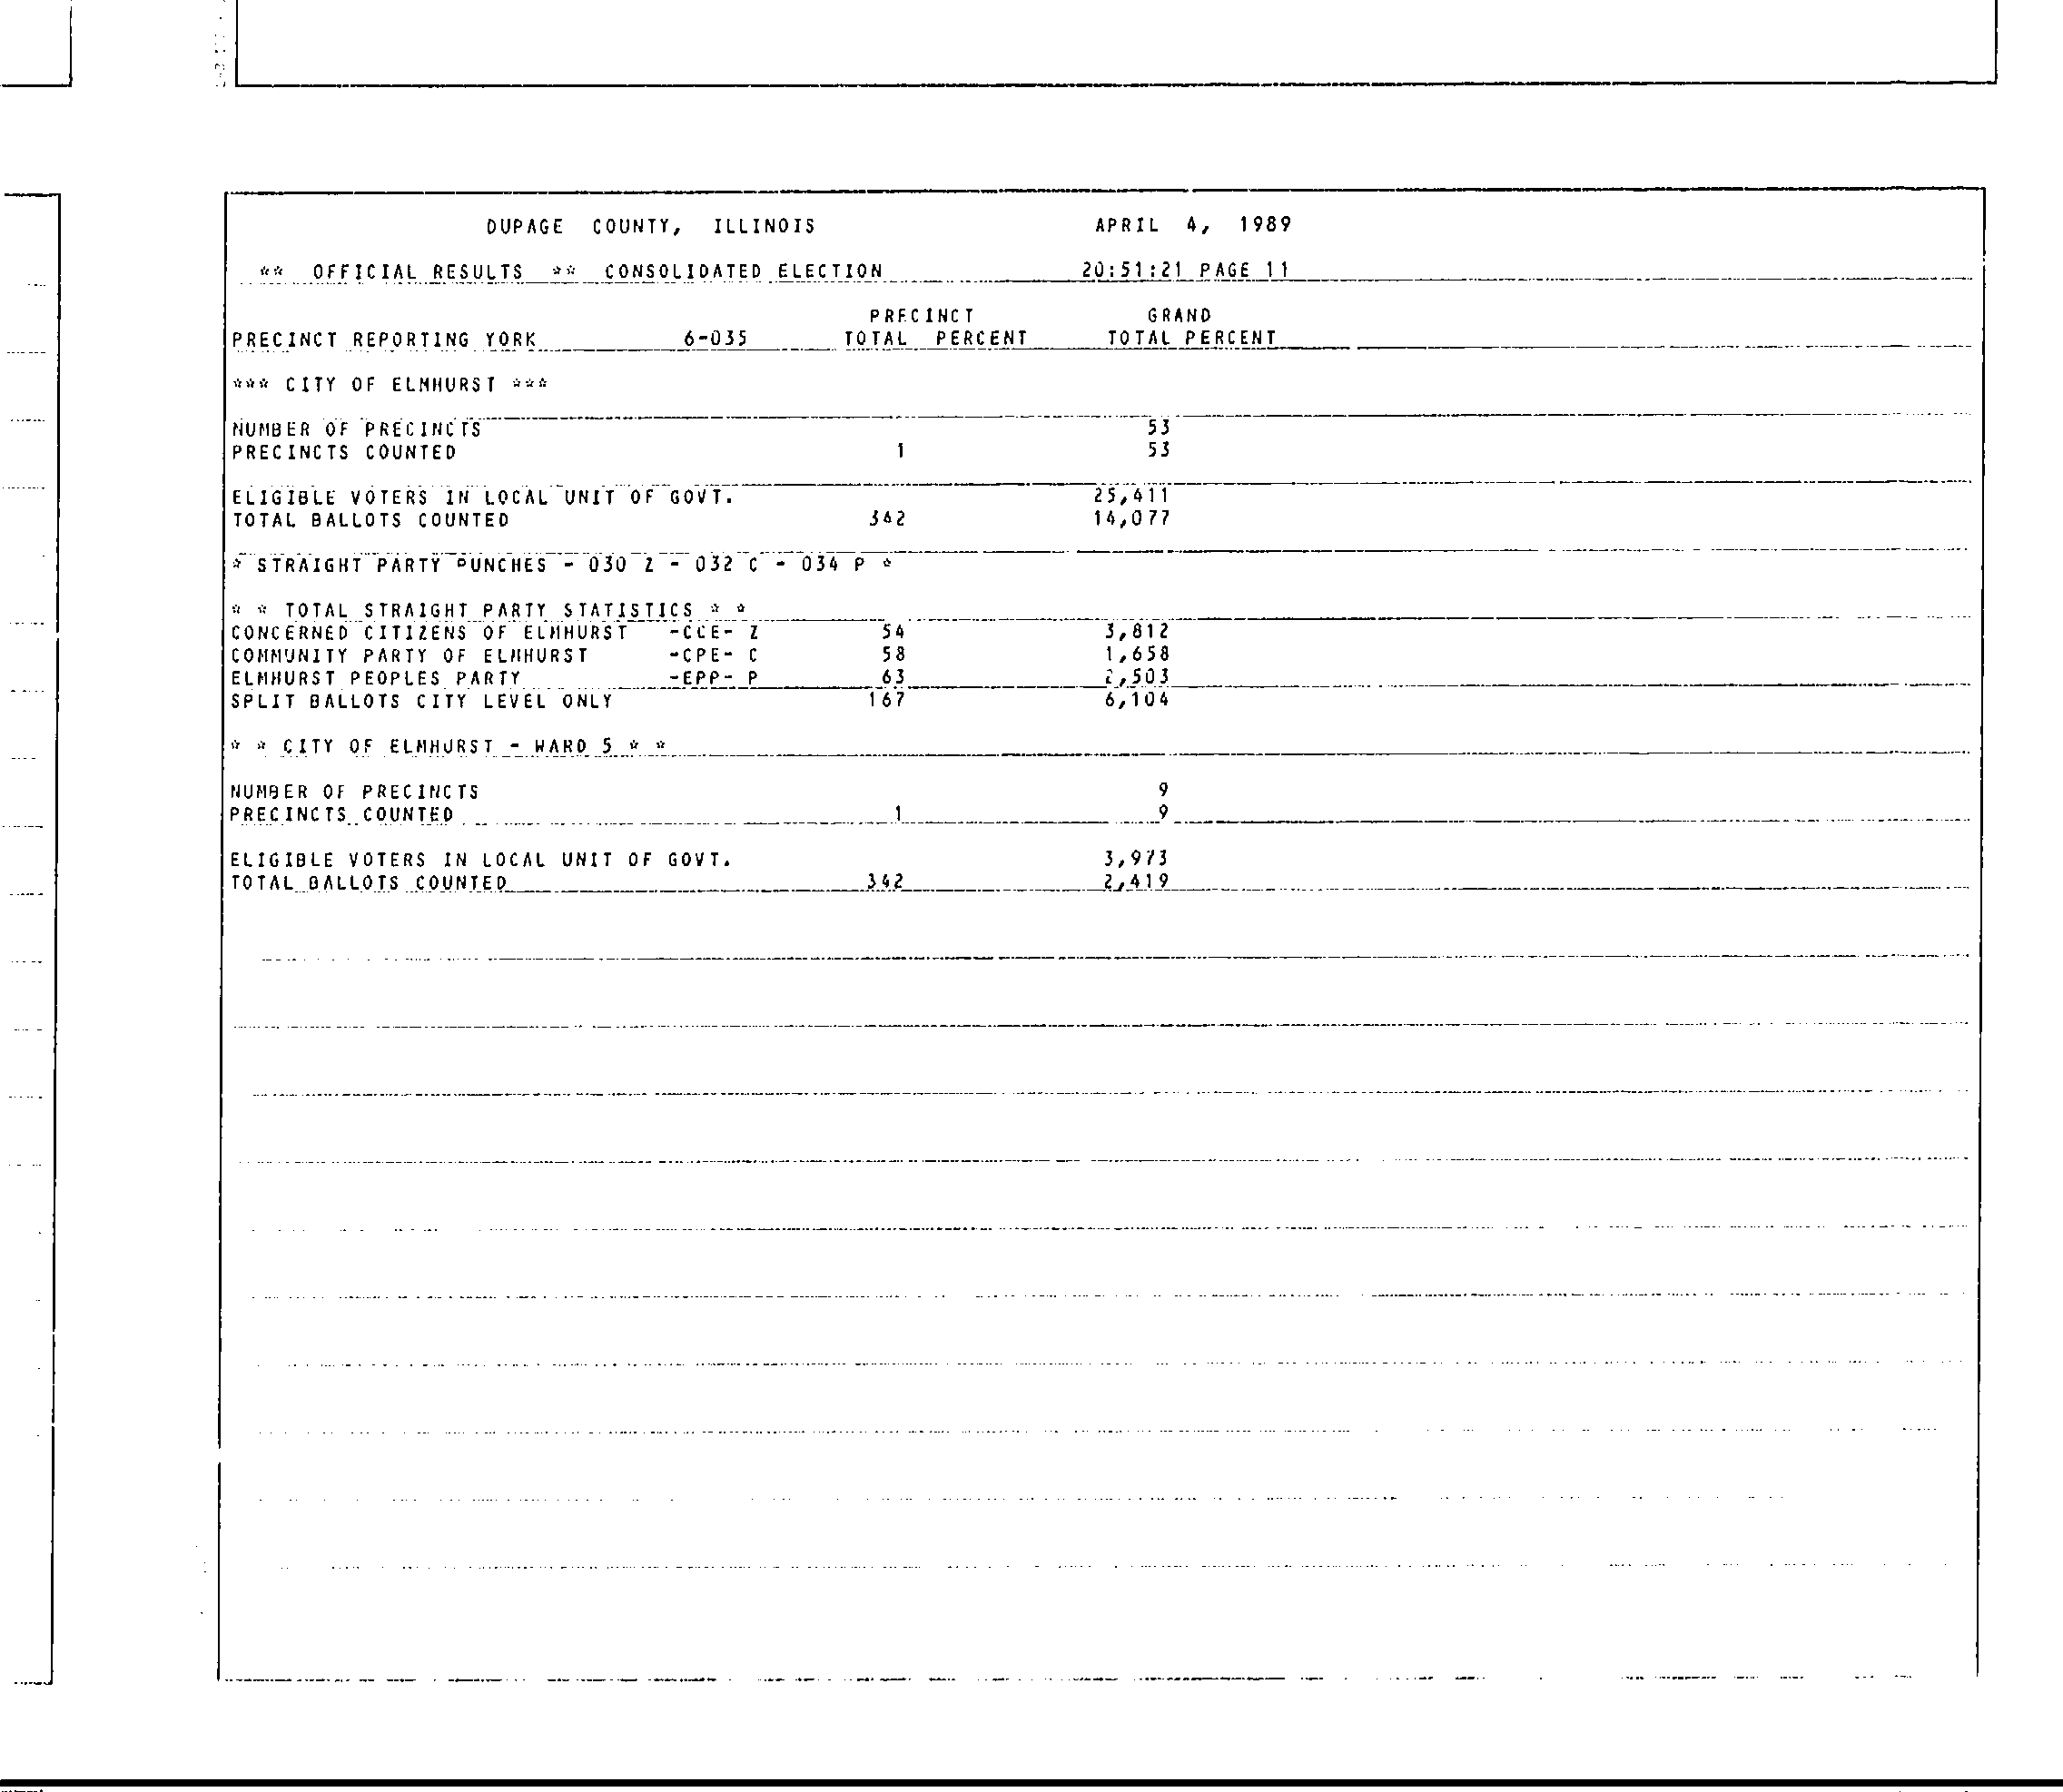 DUPAGE COUNTY, ILLINOIS APRIL 4, 1989
** OFFICIAL RESULTS ** CONSOLIDATED ELECTION 20:51:21 PAGE 11
PRECINCT GRAND
PRECINCT REPORTING YORK 6-035 TOTAL PERCENT TOTAL PERCENT
*** CITY OF ELMHURST ***
NUMBER OF PRECINCTS 53
PRECINCTS COUNTED 1 53
ELIGIBLE VOTERS IN LOCAL UNIT OF GOVT. 25,411
TOTAL BALLOTS COUNTED 342 14,077
* STRAIGHT PARTY PUNCHES - 030 Z - 032 C - 034 P *
* * TOTAL STRAIGHT PARTY STATISTICS * *
CONCERNED CITIZENS OF ELMHURST -CCE- Z 54 3,812
COMMUNITY PARTY OF ELMHURST -CPE- C 58 1,658
ELMHURST PEOPLES PARTY -EPP- P 63 2,503
SPLIT BALLOTS CITY LEVEL ONLY 167 6,104
* * CITY OF ELMHURST - WARD 5 * *
NUMBER OF PRECINCTS 9
PRECINCTS COUNTED 1 9
ELIGIBLE VOTERS IN LOCAL UNIT OF GOVT. 3,973
TOTAL BALLOTS COUNTED 342 2,419